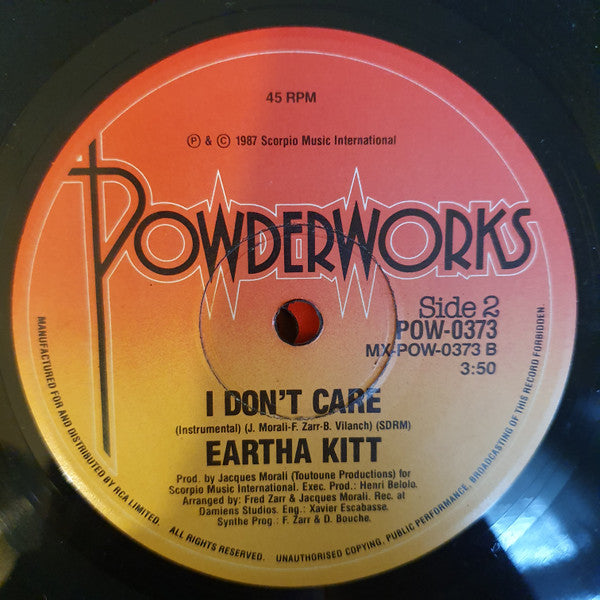 45 RPM
Ⓟ & © 1987 Scorpio Music International
POWDERWORKS
Side 2
POW-0373
MX-POW-0373 B
3:50
I DON'T CARE
(Instrumental) (J. Morali-F. Zarr-B. Vilanch) (SDRM)
EARTHA KITT
Prod. by Jacques Morali (Toutoune Productions) for
Scorpio Music International. Exec. Prod.: Henri Belolo.
Arranged by: Fred Zarr & Jacques Morali. Rec. at
Damiens Studios. Eng.: Xavier Escabasse.
Synthe Prog.: F. Zarr & D. Bouche.
MANUFACTURED FOR AND DISTRIBUTED BY RCA LIMITED. ALL RIGHTS RESERVED. UNAUTHORISED COPYING, PUBLIC PERFORMANCE, BROADCASTING OF THIS RECORD FORBIDDEN.